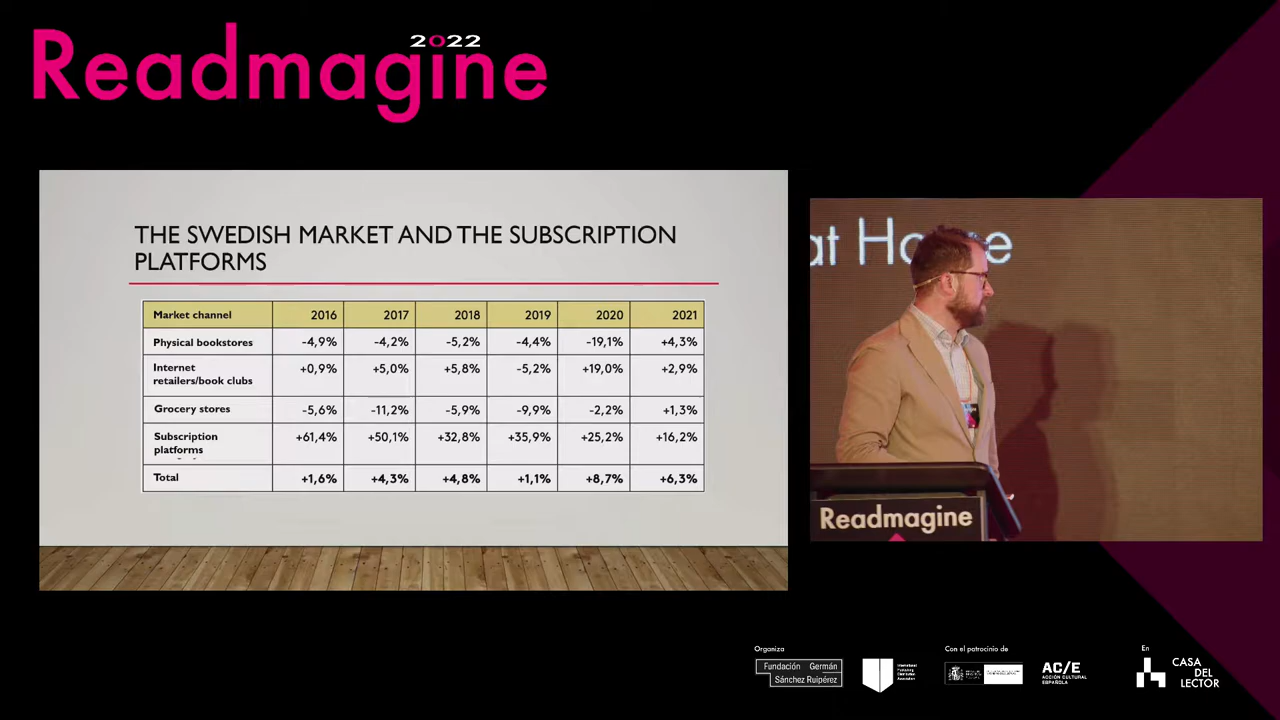 2022
Readmagine
THE SWEDISH MARKET AND THE SUBSCRIPTION
PLATFORMS
Market channel 2016 2017 2018 2019 2020 2021
Physical bookstores -4,9% -4,2% -5,2% -4,4% -19,1% +4,3%
Internet
retailers/book clubs +0,9% +5,0% +5,8% -5,2% +19,0% +2,9%
Grocery stores -5,6% -11,2% -5,9% -9,9% -2,2% +1,3%
Subscription
platforms +61,4% +50,1% +32,8% +35,9% +25,2% +16,2%
Total +1,6% +4,3% +4,8% +1,1% +8,7% +6,3%
at Ho e
Readmagine
Organiza
Fundación Germán
Sánchez Ruipérez
International
Publishing
Distribution
Association
Con el patrocinio de
AC/E
ACCIÓN CULTURAL
ESPAÑOLA
En
CASA
DEL
LECTOR